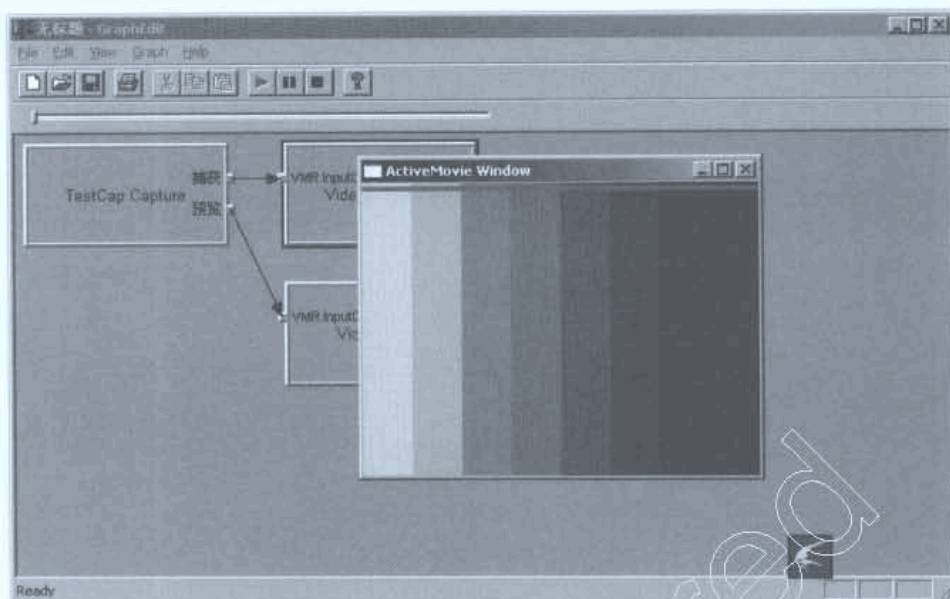 无标题 - GraphEdit
File Edit View Graph Help
TestCap Capture
捕获
预览
VMR Input
Vide
VMR Input
Vid
ActiveMovie Window
Ready